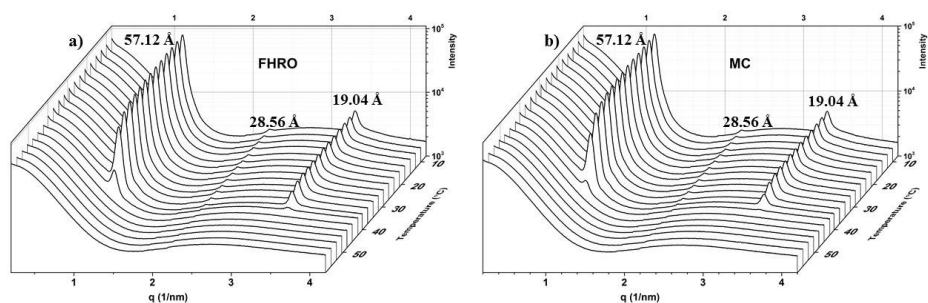 a)
57.12 Å
FHRO
28.56 Å
19.04 Å
1 2 3 4
10⁵
10⁴
10³
Intensity
10
20
30
40
50
Temperature (°C)
1 2 3 4
q (1/nm)
b)
57.12 Å
MC
28.56 Å
19.04 Å
1 2 3 4
10⁵
10⁴
10³
Intensity
10
20
30
40
50
Temperature (°C)
1 2 3 4
q (1/nm)